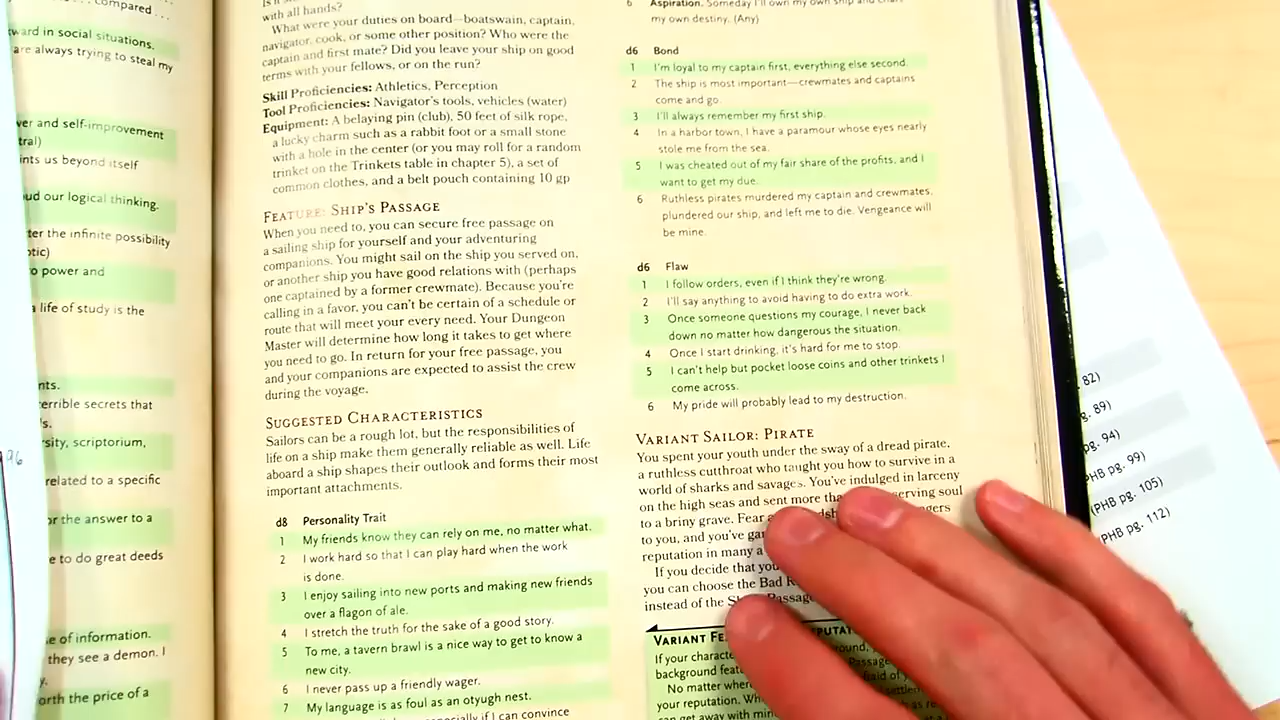 compared ...
ward in social situations.
are always trying to steal my
ver and self-improvement
tral)
ints us beyond itself
ud our logical thinking.
ter the infinite possibility
otic)
o power and
a life of study is the
nts.
errible secrets that
s.
rsity, scriptorium,
related to a specific
or the answer to a
e to do great deeds
se of information.
they see a demon. I
y.
orth the price of a
96
with all hands?
What were your duties on board—boatswain, captain,
navigator, cook, or some other position? Who were the
captain and first mate? Did you leave your ship on good
terms with your fellows, or on the run?
Skill Proficiencies: Athletics, Perception
Tool Proficiencies: Navigator's tools, vehicles (water)
Equipment: A belaying pin (club), 50 feet of silk rope,
a lucky charm such as a rabbit foot or a small stone
with a hole in the center (or you may roll for a random
trinket on the Trinkets table in chapter 5), a set of
common clothes, and a belt pouch containing 10 gp
FEATURE: SHIP'S PASSAGE
When you need to, you can secure free passage on
a sailing ship for yourself and your adventuring
companions. You might sail on the ship you served on,
or another ship you have good relations with (perhaps
one captained by a former crewmate). Because you're
calling in a favor, you can't be certain of a schedule or
route that will meet your every need. Your Dungeon
Master will determine how long it takes to get where
you need to go. In return for your free passage, you
and your companions are expected to assist the crew
during the voyage.
SUGGESTED CHARACTERISTICS
Sailors can be a rough lot, but the responsibilities of
life on a ship make them generally reliable as well. Life
aboard a ship shapes their outlook and forms their most
important attachments.
d8 Personality Trait
1 My friends know they can rely on me, no matter what.
2 I work hard so that I can play hard when the work
is done.
3 I enjoy sailing into new ports and making new friends
over a flagon of ale.
4 I stretch the truth for the sake of a good story.
5 To me, a tavern brawl is a nice way to get to know a
new city.
6 I never pass up a friendly wager.
7 My language is as foul as an otyugh nest.
especially if I can convince
6 Aspiration. Someday I'll own my own ship and
my own destiny. (Any)
d6 Bond
1 I'm loyal to my captain first, everything else second.
2 The ship is most important—crewmates and captains
come and go.
3 I'll always remember my first ship.
4 In a harbor town, I have a paramour whose eyes nearly
stole me from the sea.
5 I was cheated out of my fair share of the profits, and I
want to get my due.
6 Ruthless pirates murdered my captain and crewmates,
plundered our ship, and left me to die. Vengeance will
be mine.
d6 Flaw
1 I follow orders, even if I think they're wrong.
2 I'll say anything to avoid having to do extra work.
3 Once someone questions my courage, I never back
down no matter how dangerous the situation.
4 Once I start drinking, it's hard for me to stop.
5 I can't help but pocket loose coins and other trinkets I
come across.
6 My pride will probably lead to my destruction.
VARIANT SAILOR: PIRATE
You spent your youth under the sway of a dread pirate,
a ruthless cutthroat who taught you how to survive in a
world of sharks and savages. You've indulged in larceny
on the high seas and sent more tha serving soul
to a briny grave. Fear a dsh ngers
to you, and you've gar
reputation in many a
If you decide that you
you can choose the Bad R
instead of the S Passage
VARIANT FE PUTA
If your characte round,
background feat Passage
No matter where raid of
your reputation. Wh settle
can get away with mino
82)
g. 89)
pg. 94)
PHB pg. 99)
(PHB pg. 105)
(PHB pg. 112)